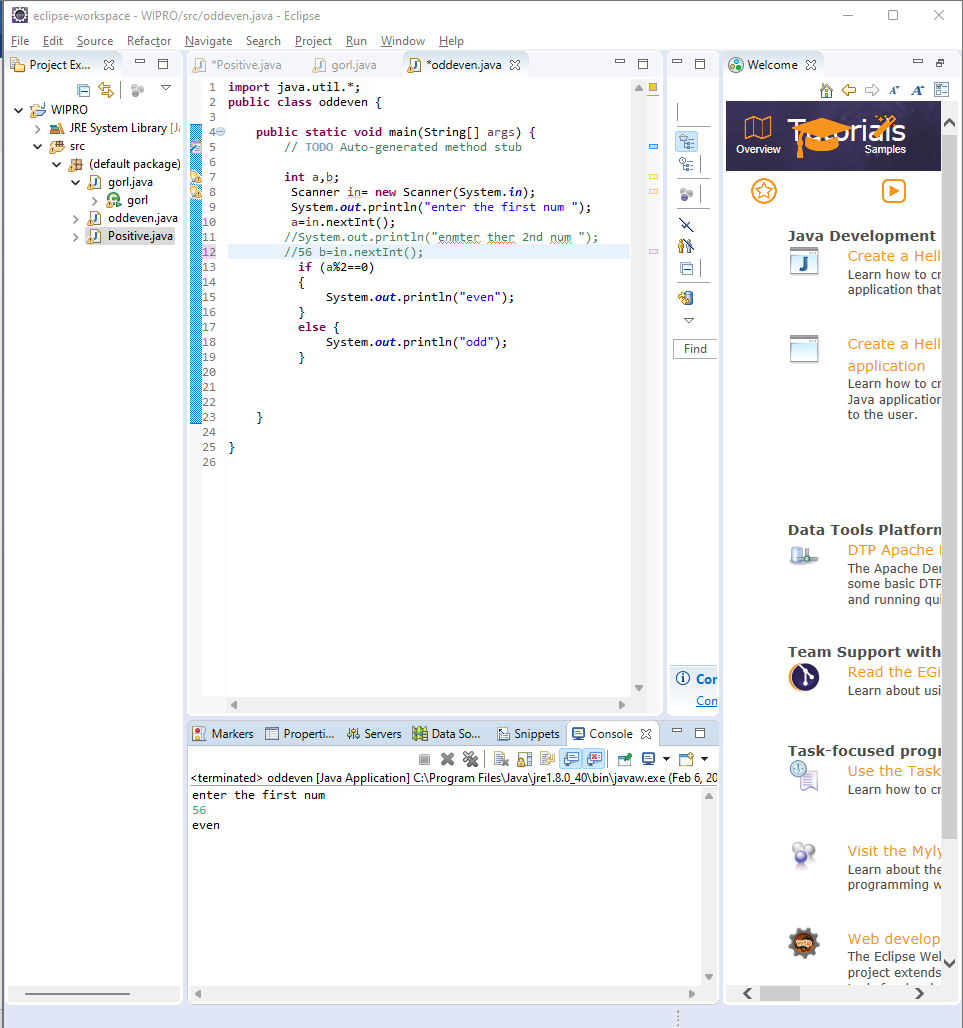 eclipse-workspace - WIPRO/src/oddeven.java - Eclipse
File Edit Source Refactor Navigate Search Project Run Window Help
Project Ex...
WIPRO
JRE System Library [Ja
src
(default package)
gorl.java
gorl
oddeven.java
Positive.java
*Positive.java gorl.java *oddeven.java
1 import java.util.*;
2 public class oddeven {
3
4 public static void main(String[] args) {
5 // TODO Auto-generated method stub
6
7 int a,b;
8 Scanner in= new Scanner(System.in);
9 System.out.println("enter the first num ");
10 a=in.nextInt();
11 //System.out.println("enmter ther 2nd num ");
12 //56 b=in.nextInt();
13 if (a%2==0)
14 {
15 System.out.println("even");
16 }
17 else {
18 System.out.println("odd");
19 }
20
21
22
23 }
24
25 }
26
Find
Cor
Con
Welcome
Tutorials
Overview
Samples
Java Development
Create a Hell
Learn how to cr
application that
Create a Hell
application
Learn how to cr
Java application
to the user.
Data Tools Platform
DTP Apache
The Apache Der
some basic DTP
and running qui
Team Support with
Read the EGi
Learn about usi
Task-focused progr
Use the Task
Learn how to cr
Visit the Myly
Learn about the
programming w
wtp
Web develop
The Eclipse Wel
project extends
Markers Properti... Servers Data So... Snippets Console
<terminated> oddeven [Java Application] C:\Program Files\Java\jre1.8.0_40\bin\javaw.exe (Feb 6, 20
enter the first num
56
even